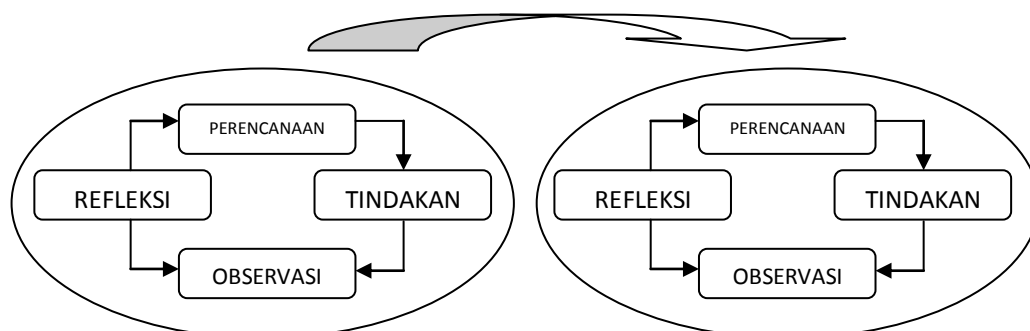 PERENCANAAN
REFLEKSI
TINDAKAN
OBSERVASI
PERENCANAAN
REFLEKSI
TINDAKAN
OBSERVASI